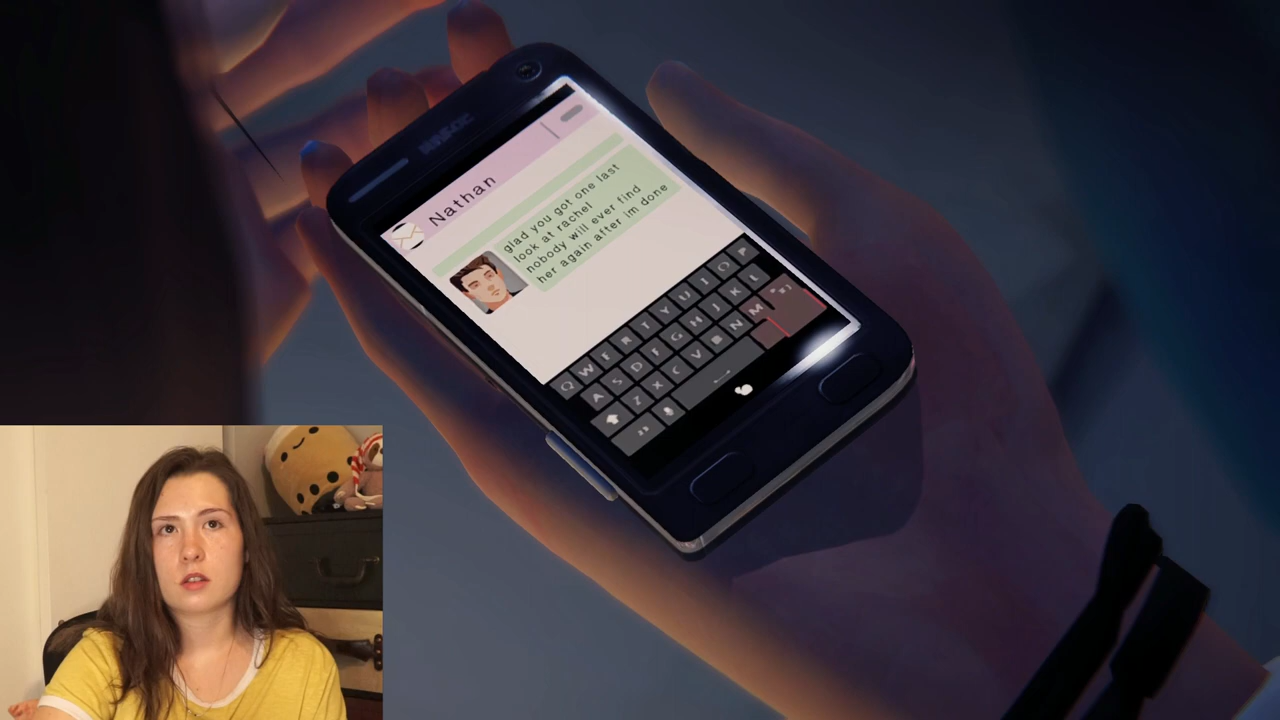 Nathan
glad you got one last
look at rachel
nobody will ever find
her again after im done
Q W E R T Y U I O P
A S D F G H J K L
Z X C V B N M